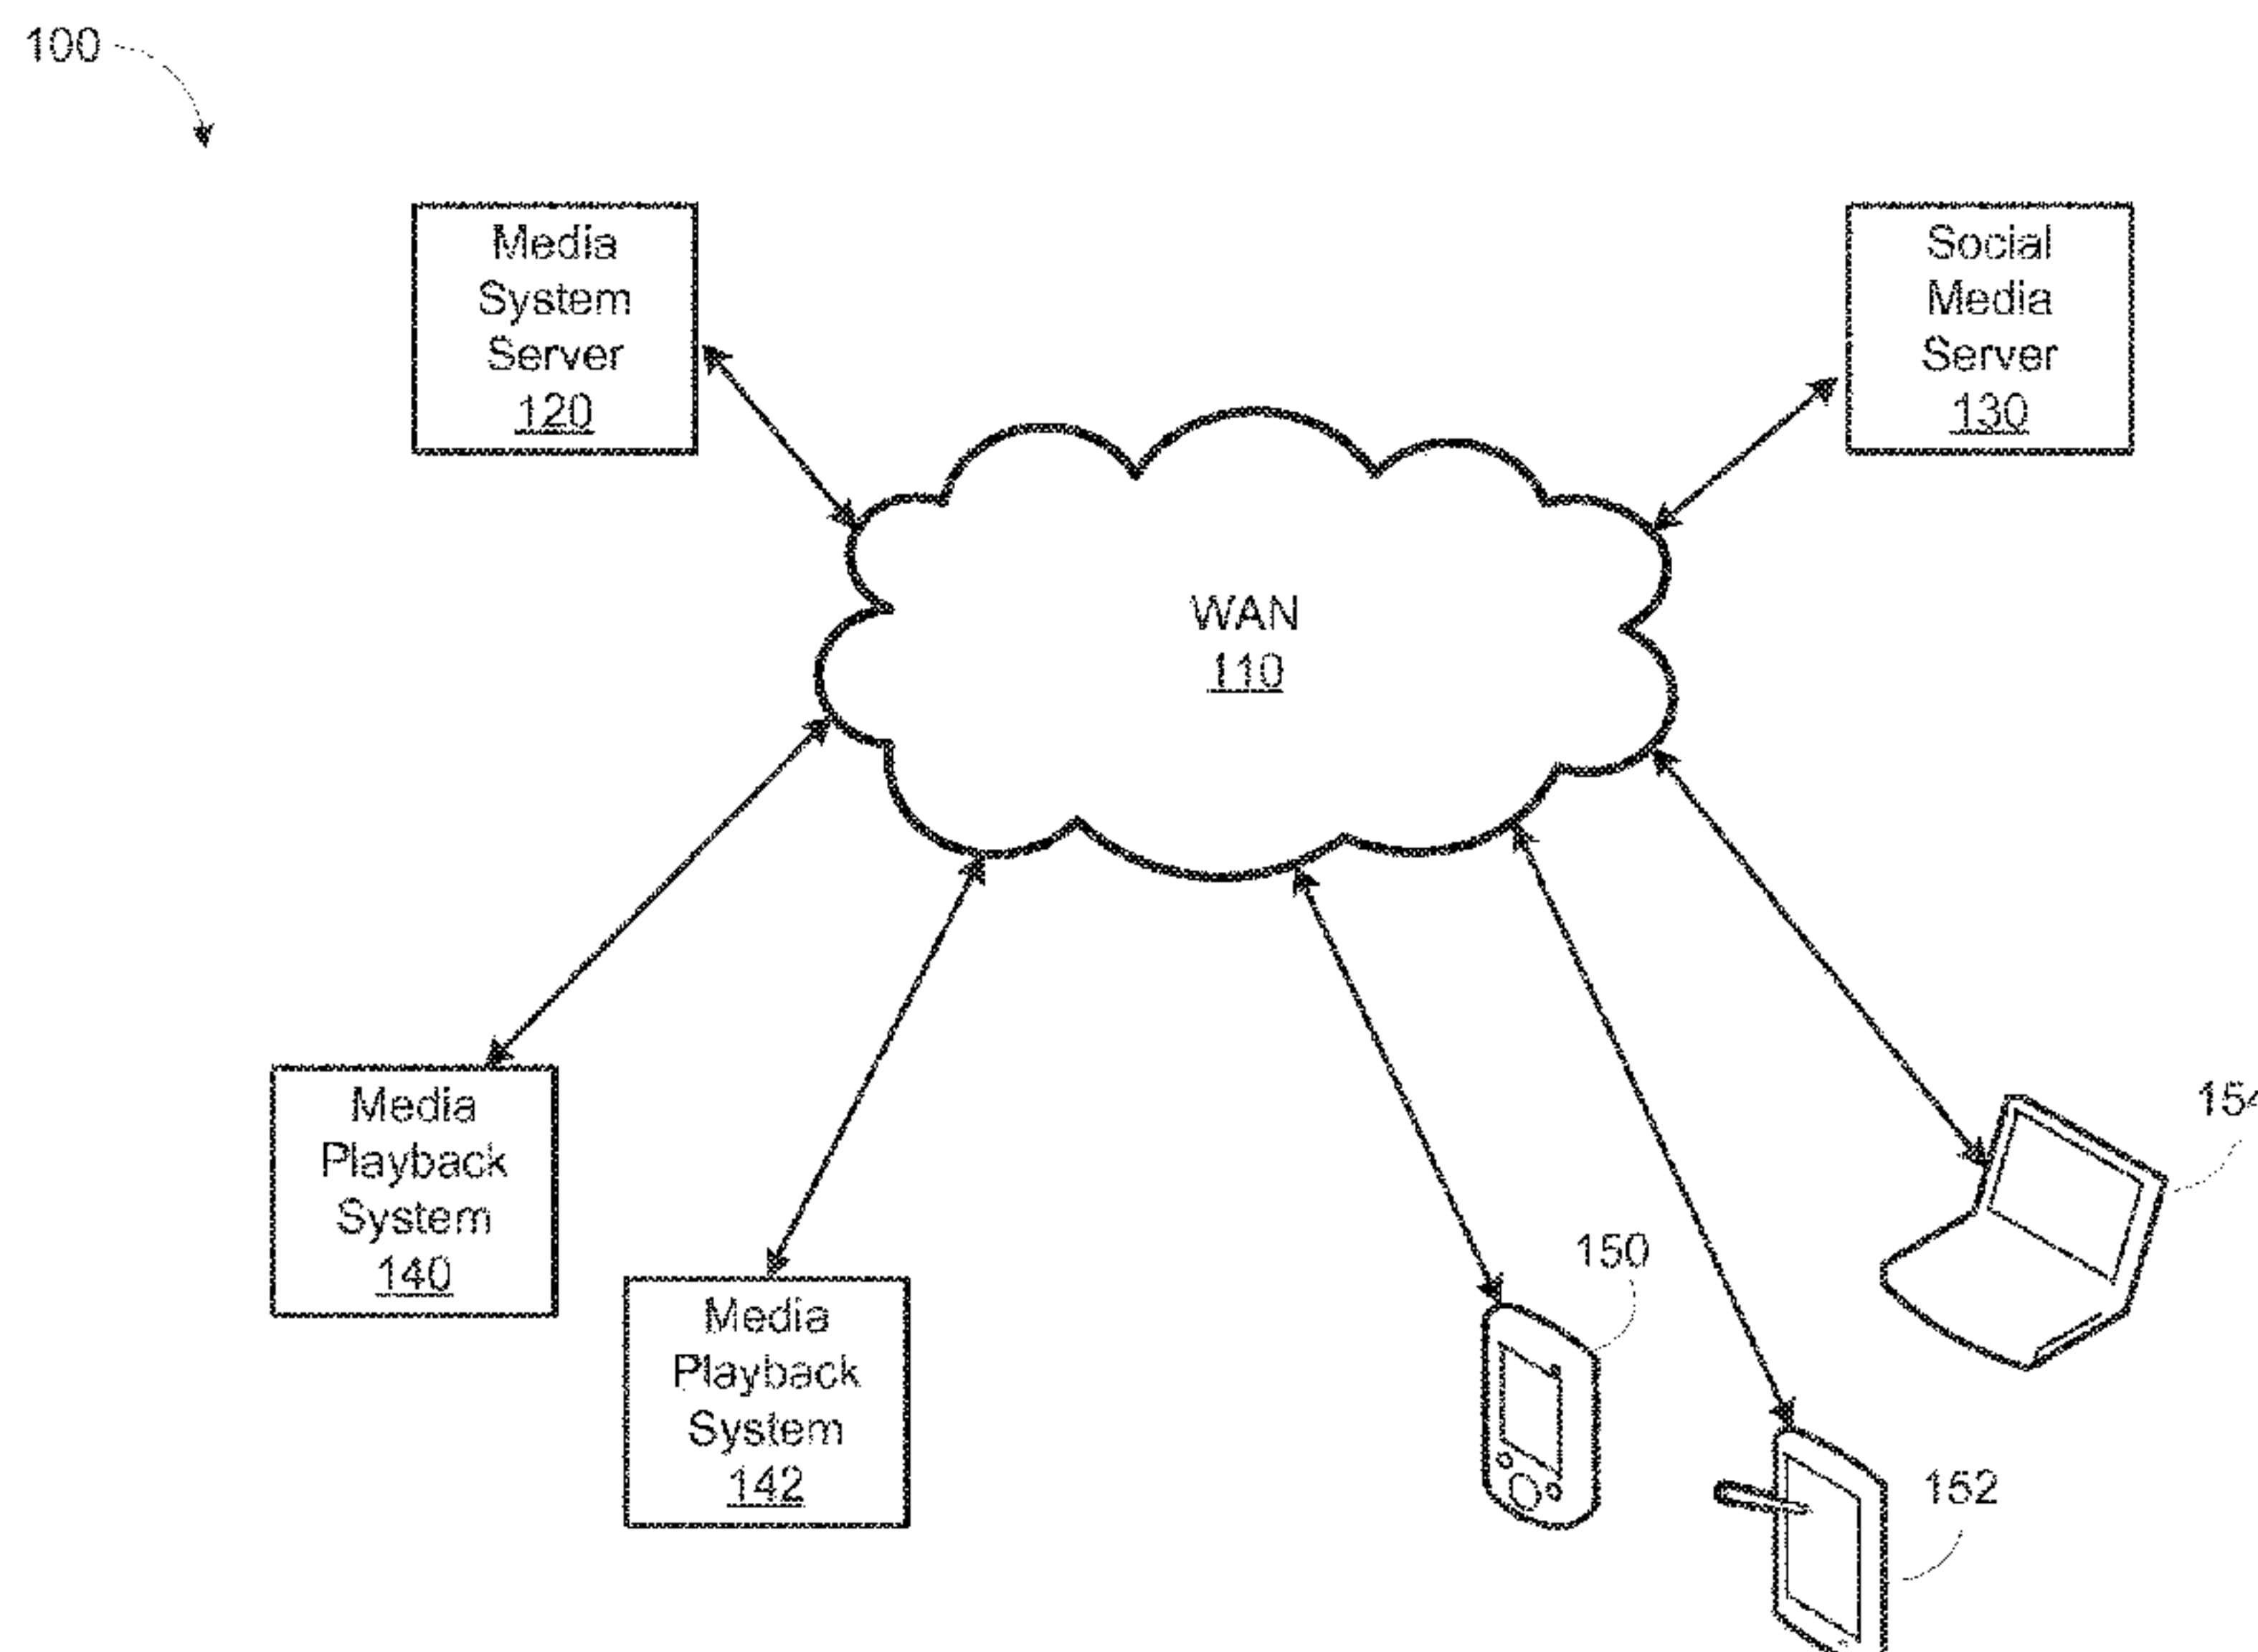 100
Media
System
Server
120
Social
Media
Server
130
WAN
110
Media
Playback
System
140
Media
Playback
System
142
150
152
154